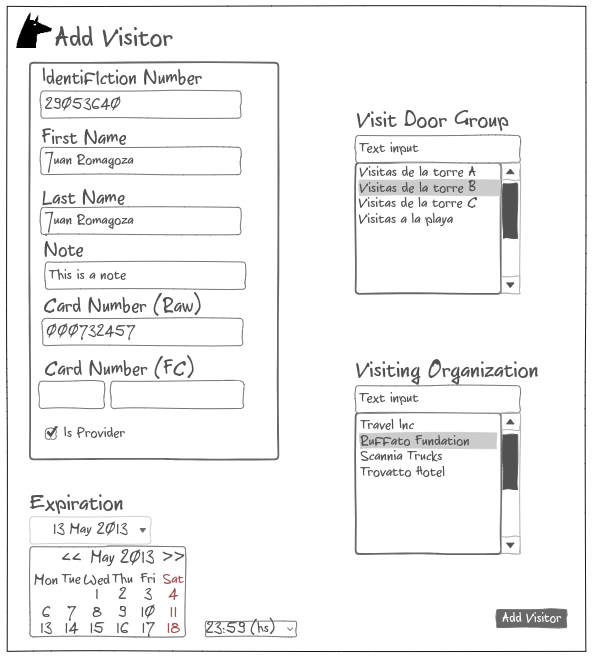 Add Visitor
IdentiFIction Number
29053640
First Name
Juan Romagoza
Last Name
Juan Romagoza
Note
This is a note
Card Number (Raw)
000732457
Card Number (FC)
Is Provider
Expiration
13 May 2013
<< May 2013 >>
Mon Tue Wed Thu Fri Sat
1 2 3 4
6 7 8 9 10 11
13 14 15 16 17 18
23:59 (hs)
Visit Door Group
Text input
Visitas de la torre A
Visitas de la torre B
Visitas de la torre C
Visitas a la playa
Visiting Organization
Text input
Travel Inc
RuFFato Fundation
Scannia Trucks
Trovatto Hotel
Add Visitor